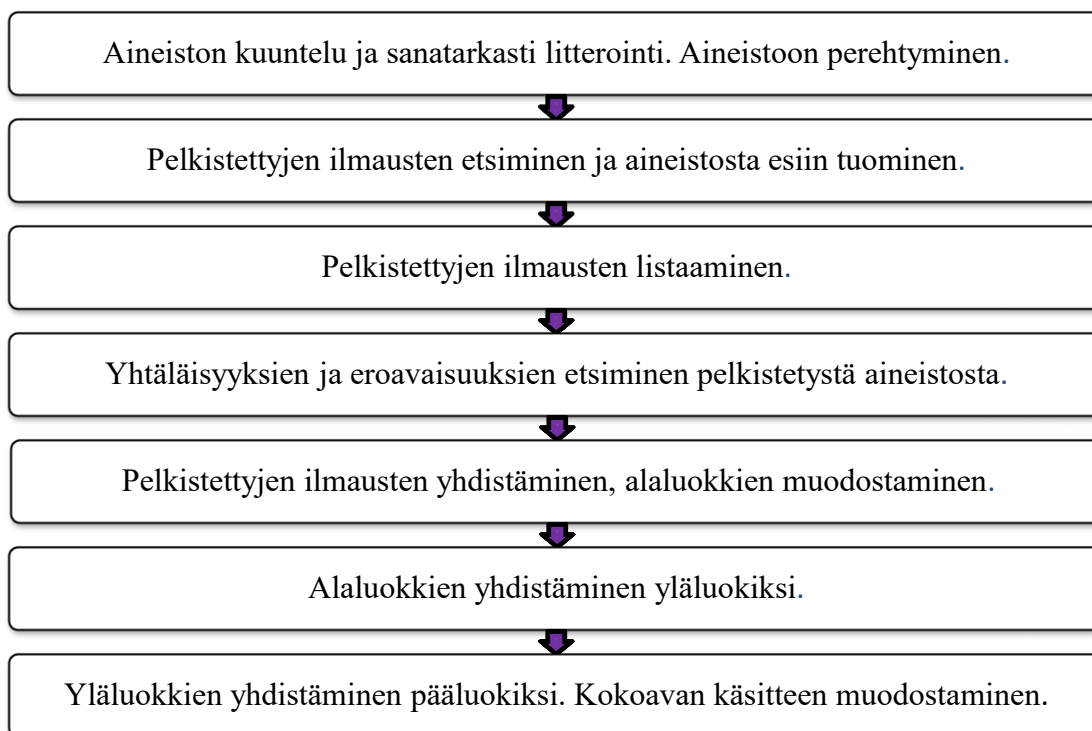 Aineiston kuuntelu ja sanatarkasti litterointi. Aineistoon perehtyminen.
Pelkistettyjen ilmausten etsiminen ja aineistosta esiin tuominen.
Pelkistettyjen ilmausten listaaminen.
Yhtäläisyyksien ja eroavaisuuksien etsiminen pelkistetystä aineistosta.
Pelkistettyjen ilmausten yhdistäminen, alaluokkien muodostaminen.
Alaluokkien yhdistäminen yläluokiksi.
Yläluokkien yhdistäminen pääluokiksi. Kokoavan käsitteen muodostaminen.